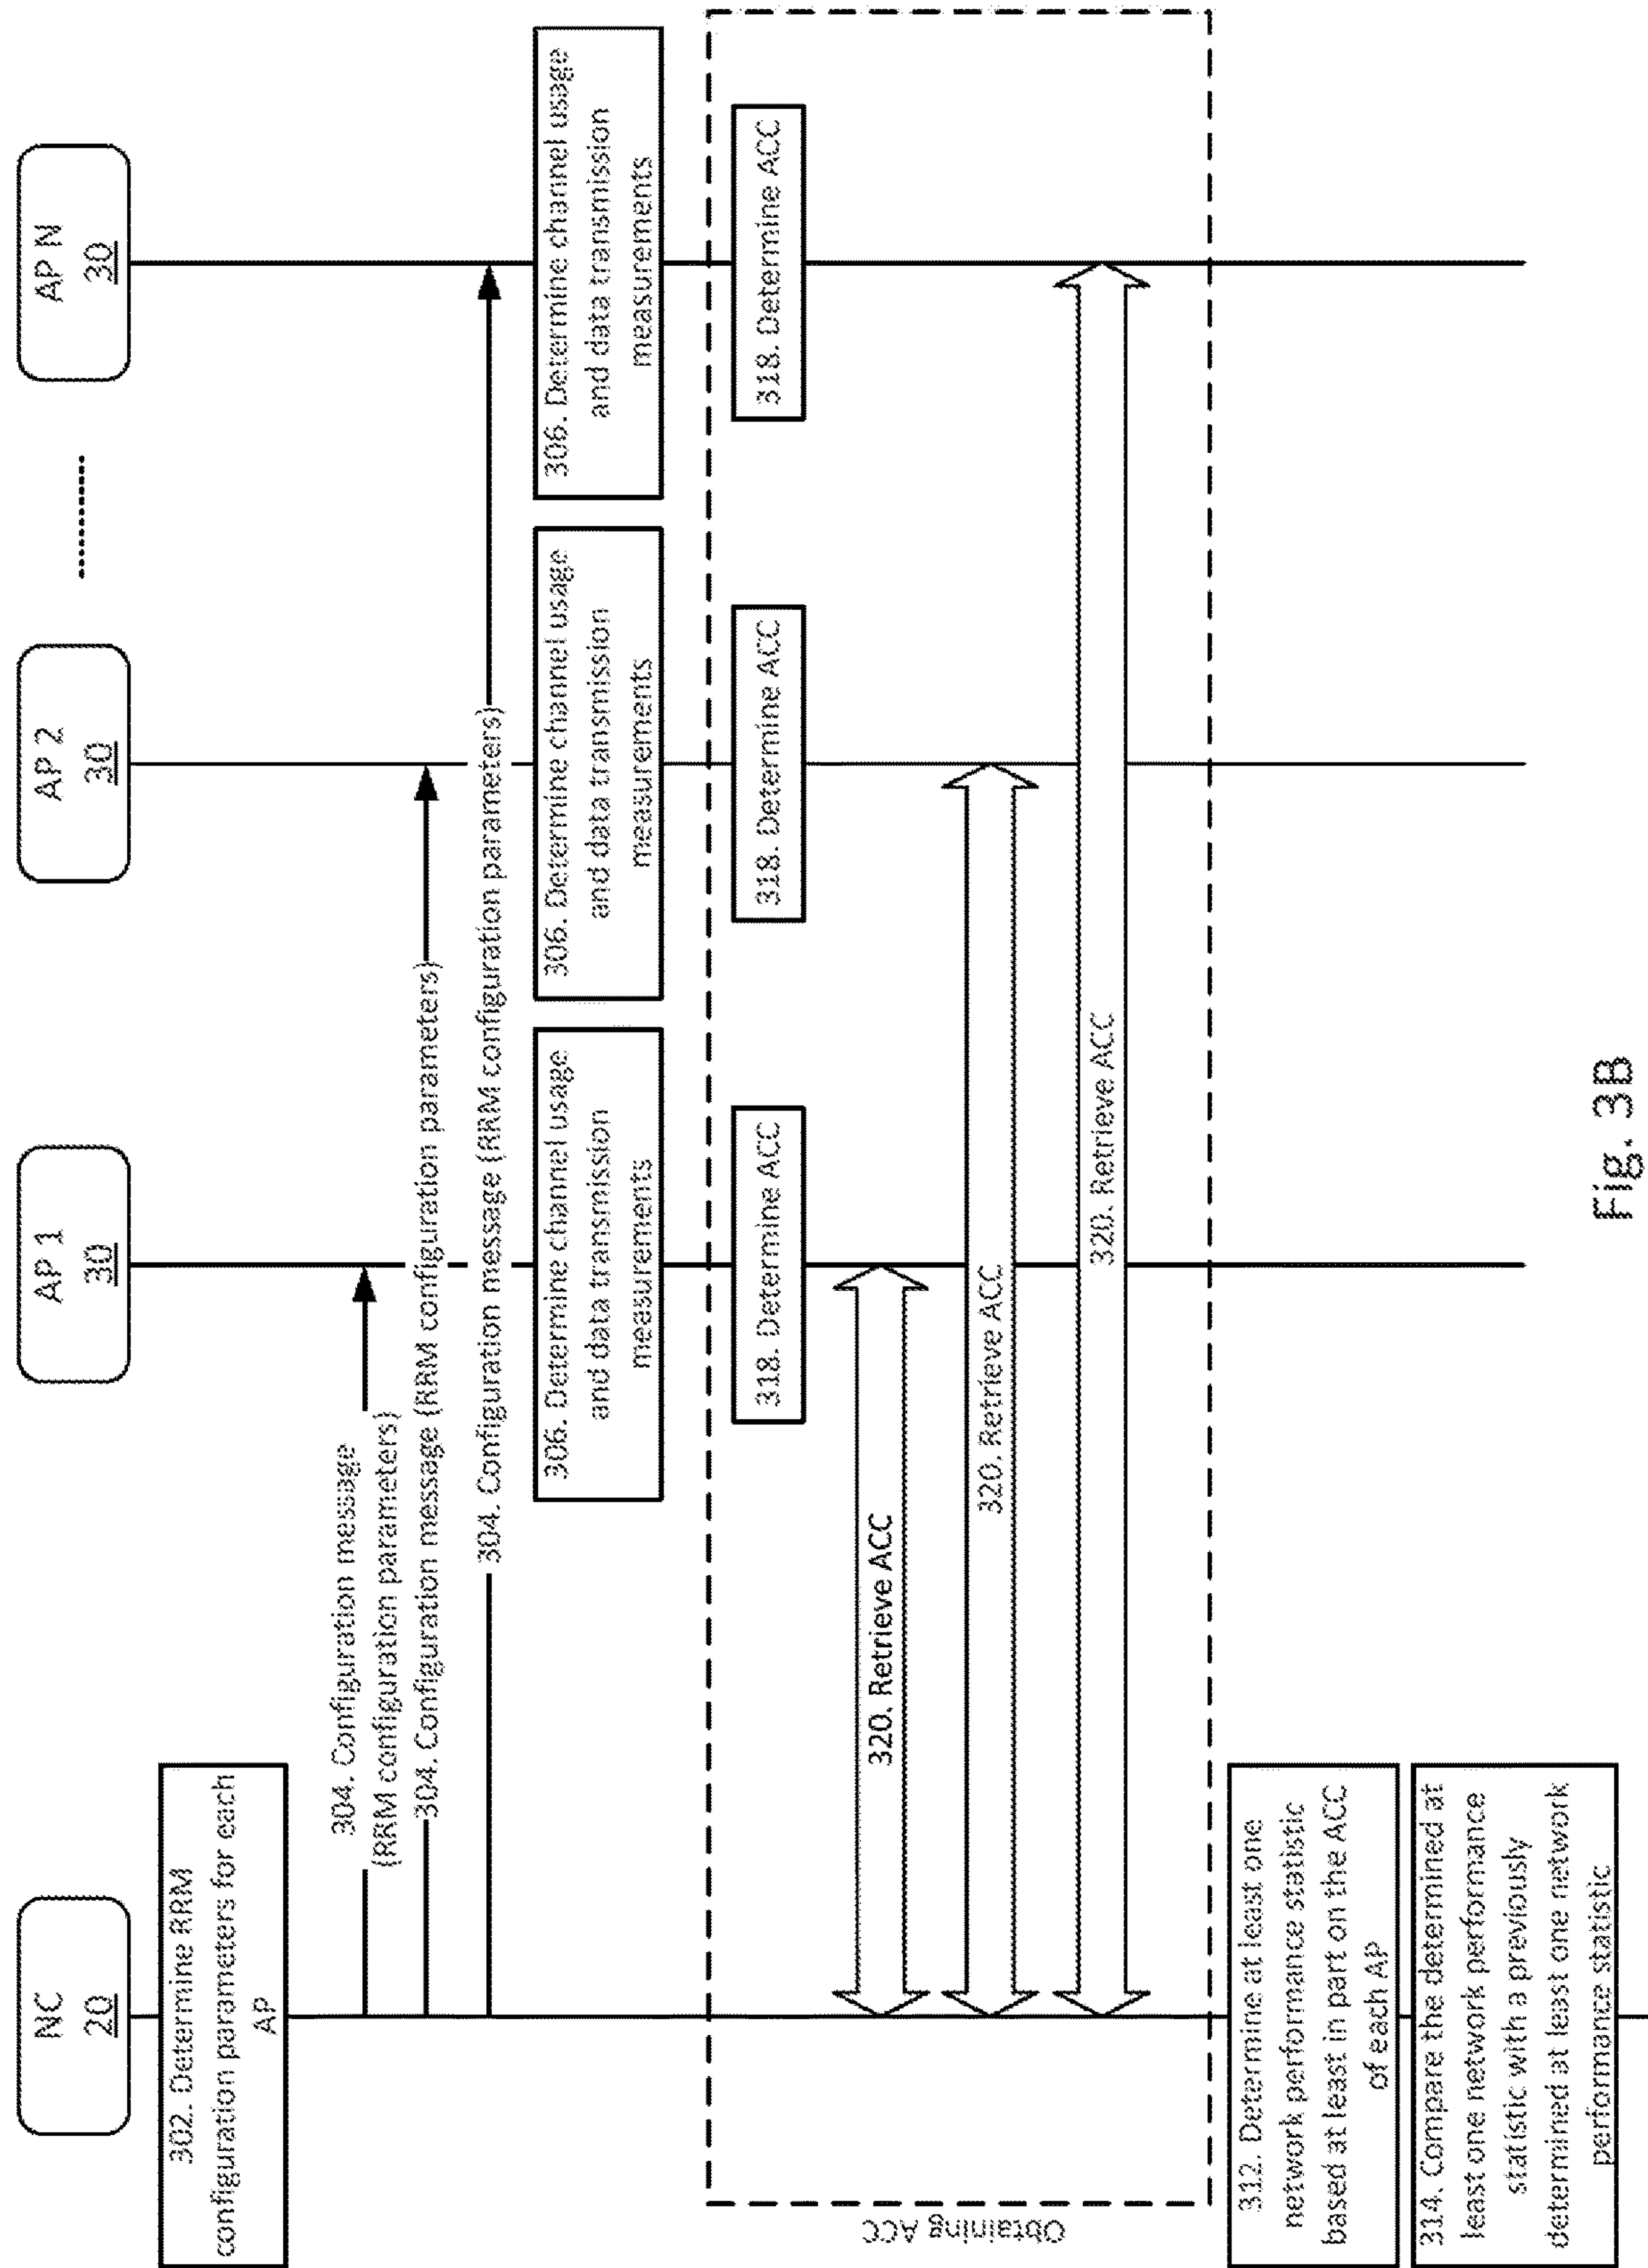 NC
20
AP 1
30
AP 2
30
AP N
30
302. Determine RRM
configuration parameters for each
AP
304. Configuration message
(RRM configuration parameters)
304. Configuration message (RRM configuration parameters)
304. Configuration message (RRM configuration parameters)
306. Determine channel usage
and data transmission
measurements
306. Determine channel usage
and data transmission
measurements
306. Determine channel usage
and data transmission
measurements
Obtaining ACC
318. Determine ACC
318. Determine ACC
318. Determine ACC
320. Retrieve ACC
320. Retrieve ACC
320. Retrieve ACC
312. Determine at least one
network performance statistic
based at least in part on the ACC
of each AP
314. Compare the determined at
least one network performance
statistic with a previously
determined at least one network
performance statistic
Fig. 3B